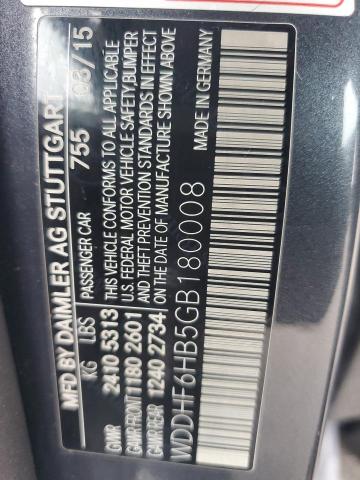 MFD BY DAIMLER AG STUTTGART
PASSENGER CAR 755 08/15
KG LBS
GWR 2410 5313
GAWR FRONT 1180 2601
GAWR REAR 1240 2734
THIS VEHICLE CONFORMS TO ALL APPLICABLE
U.S. FEDERAL MOTOR VEHICLE SAFETY, BUMPER
AND THEFT PREVENTION STANDARDS IN EFFECT
ON THE DATE OF MANUFACTURE SHOWN ABOVE
WDDHF6HB5GB180008
MADE IN GERMANY